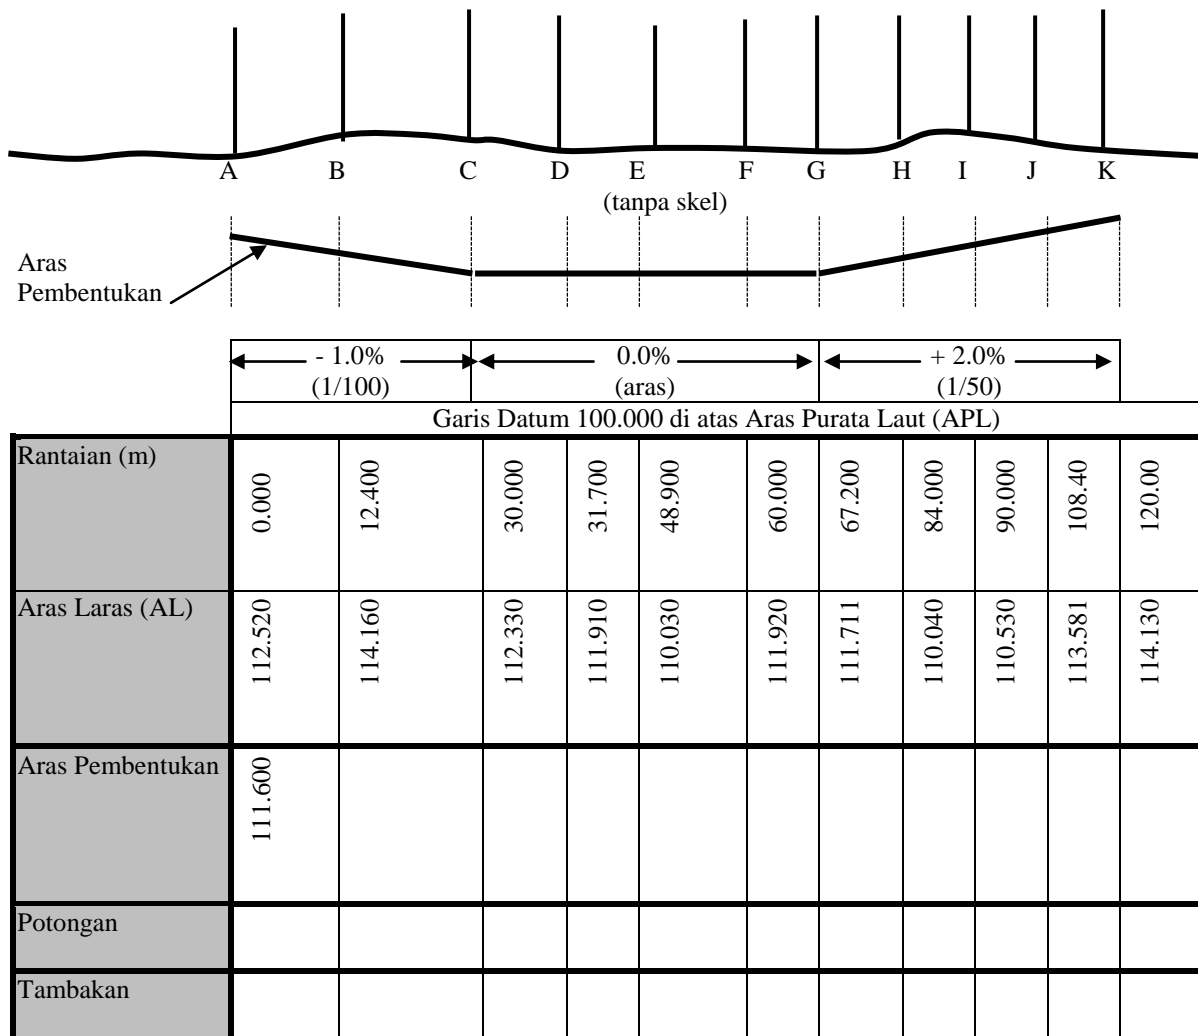 A B C D E F G H I J K
(tanpa skel)
Aras
Pembentukan
- 1.0% 0.0% + 2.0%
(1/100) (aras) (1/50)
Garis Datum 100.000 di atas Aras Purata Laut (APL)
Rantaian (m) 0.000 12.400 30.000 31.700 48.900 60.000 67.200 84.000 90.000 108.40 120.00
Aras Laras (AL) 112.520 114.160 112.330 111.910 110.030 111.920 111.711 110.040 110.530 113.581 114.130
Aras Pembentukan 111.600
Potongan
Tambakan